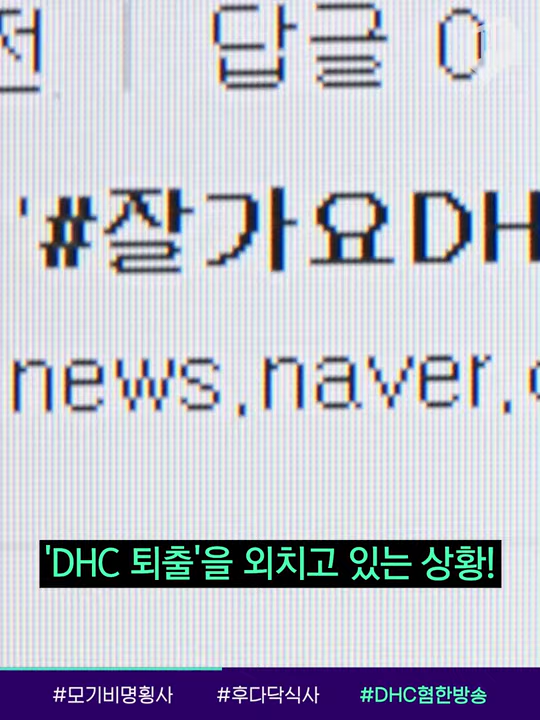 전 | 답글 0
'#잘가요DH
news.naver.c
'DHC 퇴출'을 외치고 있는 상황!
#모기비명횡사 #후다닥식사 #DHC혐한방송